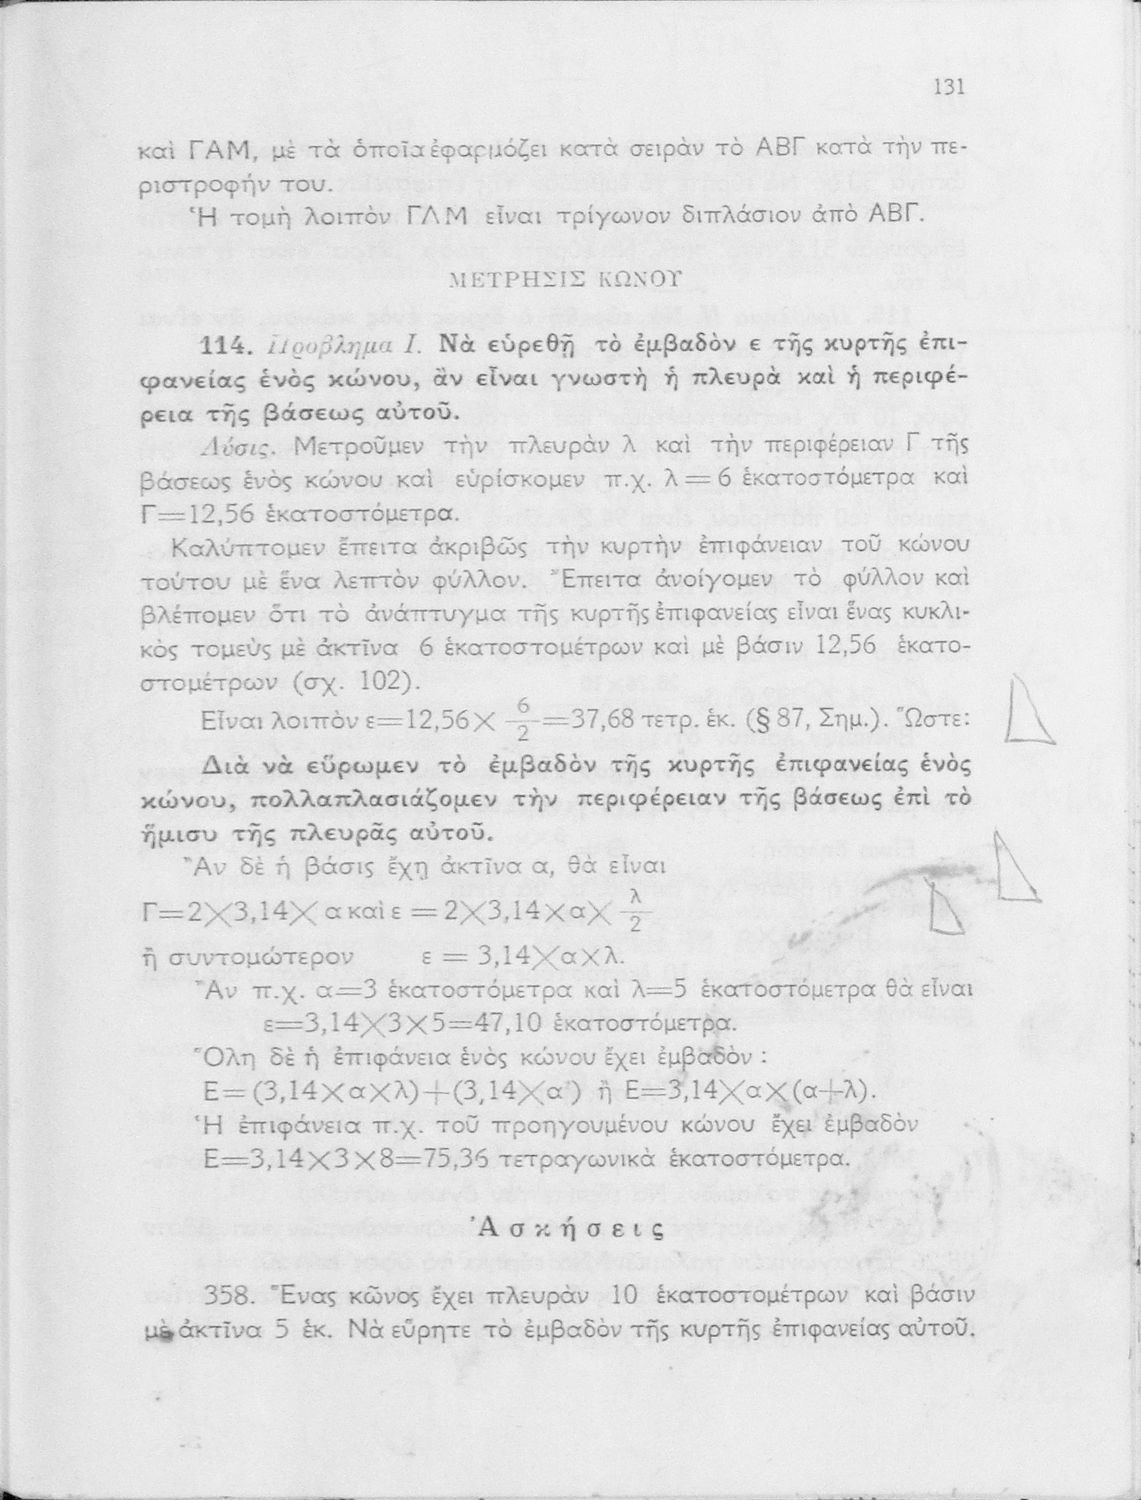 131
καὶ ΓΑΜ, μὲ τὰ ὁποῖα ἐφαρμόζει κατὰ σειρὰν τὸ ΑΒΓ κατὰ τὴν πε-
ριστροφήν του.
Ἡ τομὴ λοιπὸν ΓΑΜ εἶναι τρίγωνον διπλάσιον ἀπὸ ΑΒΓ.
ΜΕΤΡΗΣΙΣ ΚΩΝΟΥ
114. Πρόβλημα Ι. Νὰ εὑρεθῇ τὸ ἐμβαδὸν ε τῆς κυρτῆς ἐπι-
φανείας ἑνὸς κώνου, ἂν εἶναι γνωστὴ ἡ πλευρὰ καὶ ἡ περιφέ-
ρεια τῆς βάσεως αὐτοῦ.
Λύσις. Μετροῦμεν τὴν πλευρὰν λ καὶ τὴν περιφέρειαν Γ τῆς
βάσεως ἑνὸς κώνου καὶ εὑρίσκομεν π.χ. λ = 6 ἑκατοστόμετρα καὶ
Γ=12,56 ἑκατοστόμετρα.
Καλύπτομεν ἔπειτα ἀκριβῶς τὴν κυρτὴν ἐπιφάνειαν τοῦ κώνου
τούτου μὲ ἕνα λεπτὸν φύλλον. Ἔπειτα ἀνοίγομεν τὸ φύλλον καὶ
βλέπομεν ὅτι τὸ ἀνάπτυγμα τῆς κυρτῆς ἐπιφανείας εἶναι ἕνας κυκλι-
κὸς τομεὺς μὲ ἀκτῖνα 6 ἑκατοστομέτρων καὶ μὲ βάσιν 12,56 ἑκατο-
στομέτρων (σχ. 102).
Εἶναι λοιπὸν ε=12,56× 6/2 =37,68 τετρ. ἑκ. (§ 87, Σημ.). Ὥστε:
Διὰ νὰ εὕρωμεν τὸ ἐμβαδὸν τῆς κυρτῆς ἐπιφανείας ἑνὸς
κώνου, πολλαπλασιάζομεν τὴν περιφέρειαν τῆς βάσεως ἐπὶ τὸ
ἥμισυ τῆς πλευρᾶς αὐτοῦ.
Ἂν δὲ ἡ βάσις ἔχῃ ἀκτῖνα α, θὰ εἶναι
Γ=2×3,14× α καὶ ε = 2×3,14×α× λ/2
ἢ συντομώτερον ε = 3,14×α×λ.
Ἂν π.χ. α=3 ἑκατοστόμετρα καὶ λ=5 ἑκατοστόμετρα θὰ εἶναι
ε=3,14×3×5=47,10 ἑκατοστόμετρα.
Ὅλη δὲ ἡ ἐπιφάνεια ἑνὸς κώνου ἔχει ἐμβαδὸν :
Ε= (3,14×α×λ)+(3,14×α²) ἢ Ε=3,14×α×(α+λ).
Ἡ ἐπιφάνεια π.χ. τοῦ προηγουμένου κώνου ἔχει ἐμβαδὸν
Ε=3,14×3×8=75,36 τετραγωνικὰ ἑκατοστόμετρα.
Ἀσκήσεις
358. Ἕνας κῶνος ἔχει πλευρὰν 10 ἑκατοστομέτρων καὶ βάσιν
μὲ ἀκτῖνα 5 ἑκ. Νὰ εὕρητε τὸ ἐμβαδὸν τῆς κυρτῆς ἐπιφανείας αὐτοῦ.